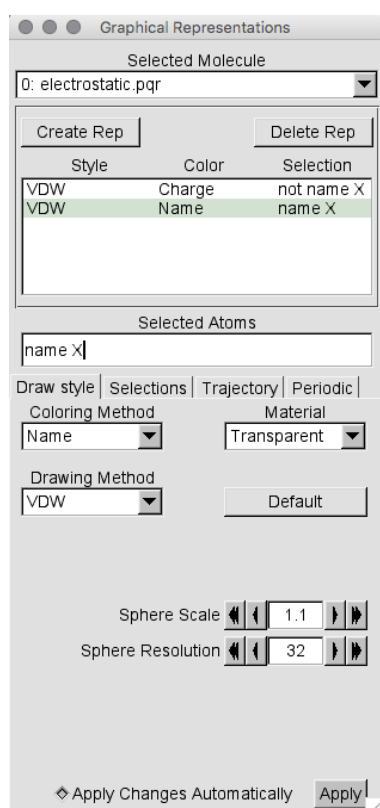 Graphical Representations
Selected Molecule
0: electrostatic.pqr
Create Rep Delete Rep
Style Color Selection
VDW Charge not name X
VDW Name name X
Selected Atoms
name X
Draw style Selections Trajectory Periodic
Coloring Method Material
Name Transparent
Drawing Method
VDW Default
Sphere Scale 1.1
Sphere Resolution 32
Apply Changes Automatically Apply